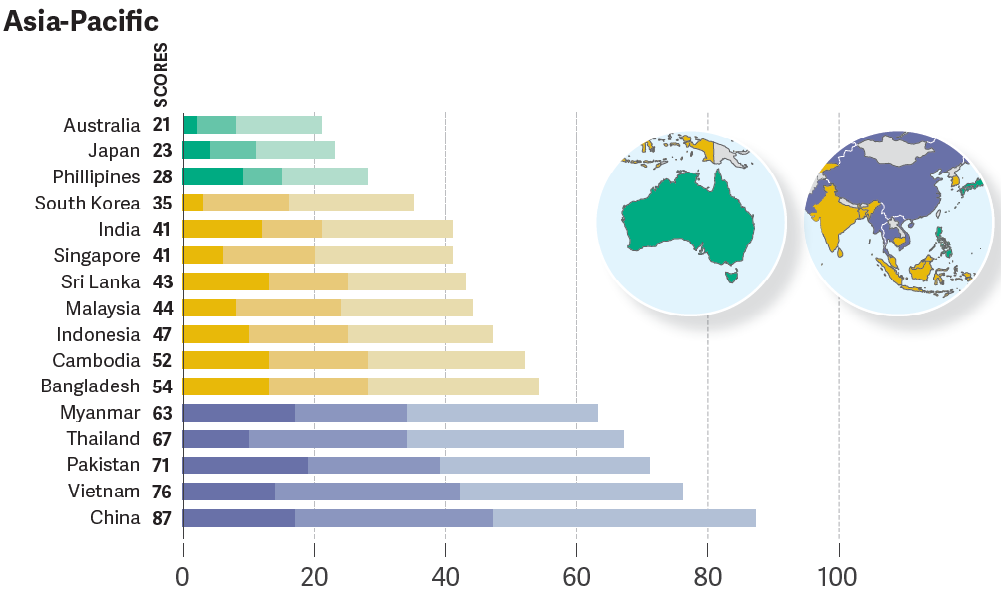 Asia-Pacific
SCORES
Australia 21
Japan 23
Phillipines 28
South Korea 35
India 41
Singapore 41
Sri Lanka 43
Malaysia 44
Indonesia 47
Cambodia 52
Bangladesh 54
Myanmar 63
Thailand 67
Pakistan 71
Vietnam 76
China 87
0 20 40 60 80 100